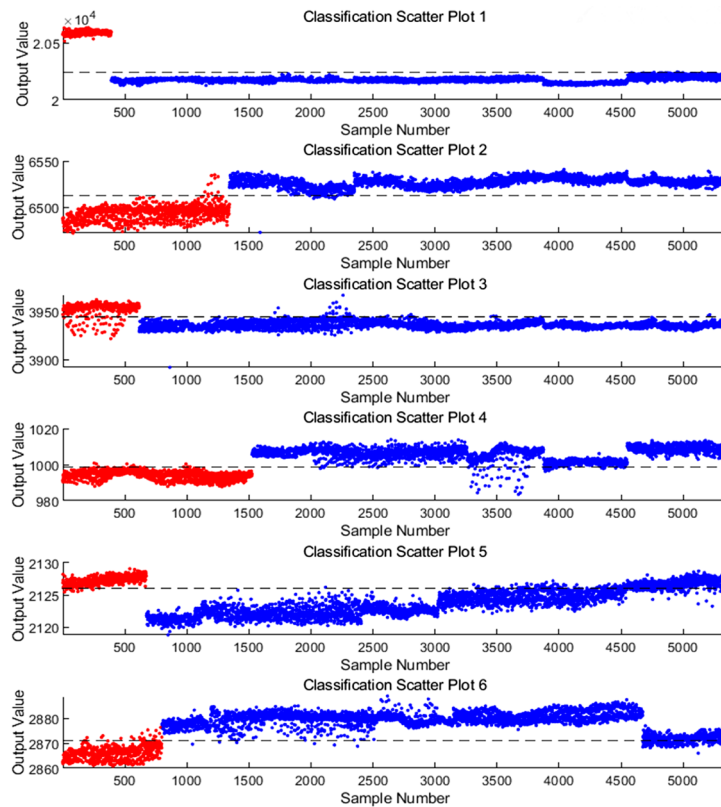 ×10⁴
Classification Scatter Plot 1
2.05
2
Output Value
500 1000 1500 2000 2500 3000 3500 4000 4500 5000
Sample Number
Classification Scatter Plot 2
6550
6500
Output Value
500 1000 1500 2000 2500 3000 3500 4000 4500 5000
Sample Number
Classification Scatter Plot 3
3950
3900
Output Value
500 1000 1500 2000 2500 3000 3500 4000 4500 5000
Sample Number
Classification Scatter Plot 4
1020
1000
980
Output Value
500 1000 1500 2000 2500 3000 3500 4000 4500 5000
Sample Number
Classification Scatter Plot 5
2130
2125
2120
Output Value
500 1000 1500 2000 2500 3000 3500 4000 4500 5000
Sample Number
Classification Scatter Plot 6
2880
2870
2860
Output Value
500 1000 1500 2000 2500 3000 3500 4000 4500 5000
Sample Number